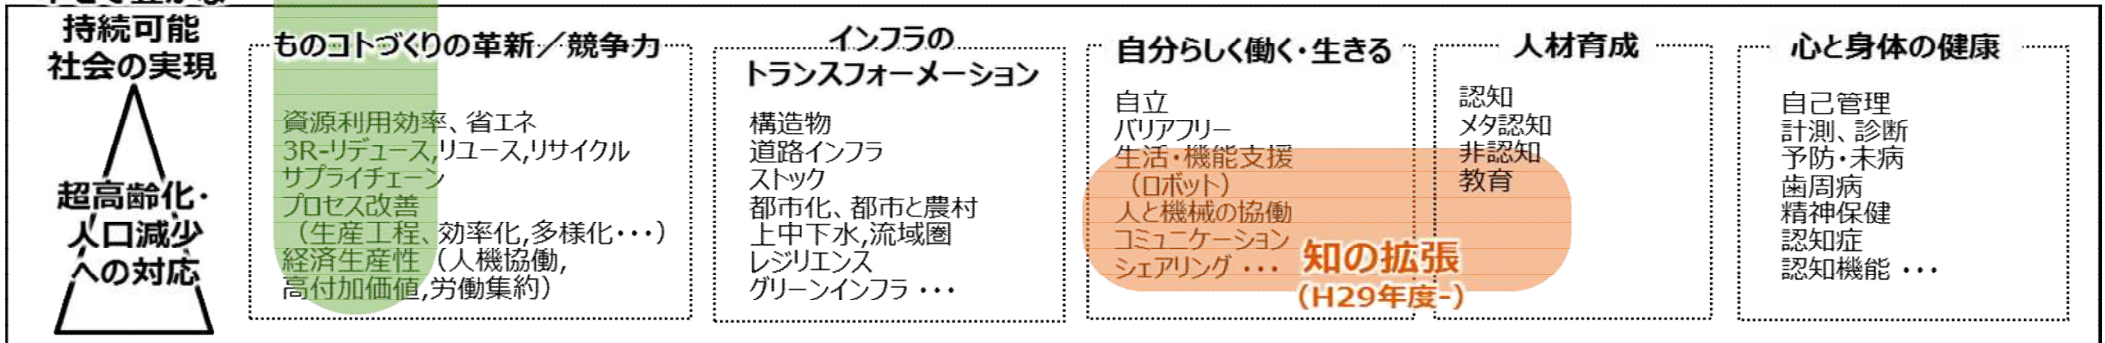 持続可能
社会の実現
超高齢化・
人口減少
への対応
ものコトづくりの革新／競争力
資源利用効率、省エネ
3R-リデュース,リユース,リサイクル
サプライチェーン
プロセス改善
（生産工程、効率化,多様化・・・）
経済生産性（人機協働,
高付加価値,労働集約）
インフラの
トランスフォーメーション
構造物
道路インフラ
ストック
都市化、都市と農村
上中下水,流域圏
レジリエンス
グリーンインフラ ・・・
自分らしく働く・生きる
自立
バリアフリー
生活・機能支援
（ロボット）
人と機械の協働
コミュニケーション
シェアリング ・・・
人材育成
認知
メタ認知
非認知
教育
知の拡張
（H29年度-）
心と身体の健康
自己管理
計測、診断
予防・未病
歯周病
精神保健
認知症
認知機能 ・・・